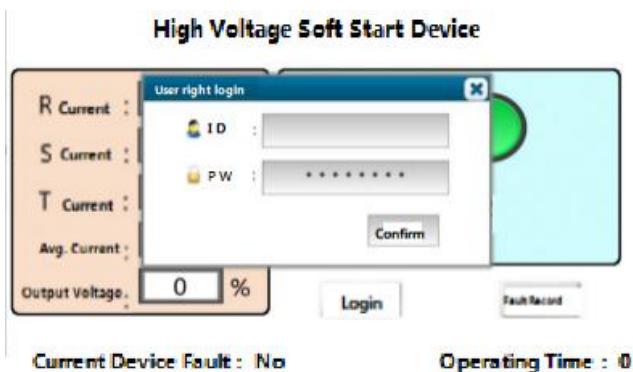 High Voltage Soft Start Device
User right login
R Current :
ID :
S Current :
PW : ********
T Current :
Confirm
Avg. Current :
Output Voltage. 0 %
Login
Fault Record
Current Device Fault : No
Operating Time : 0